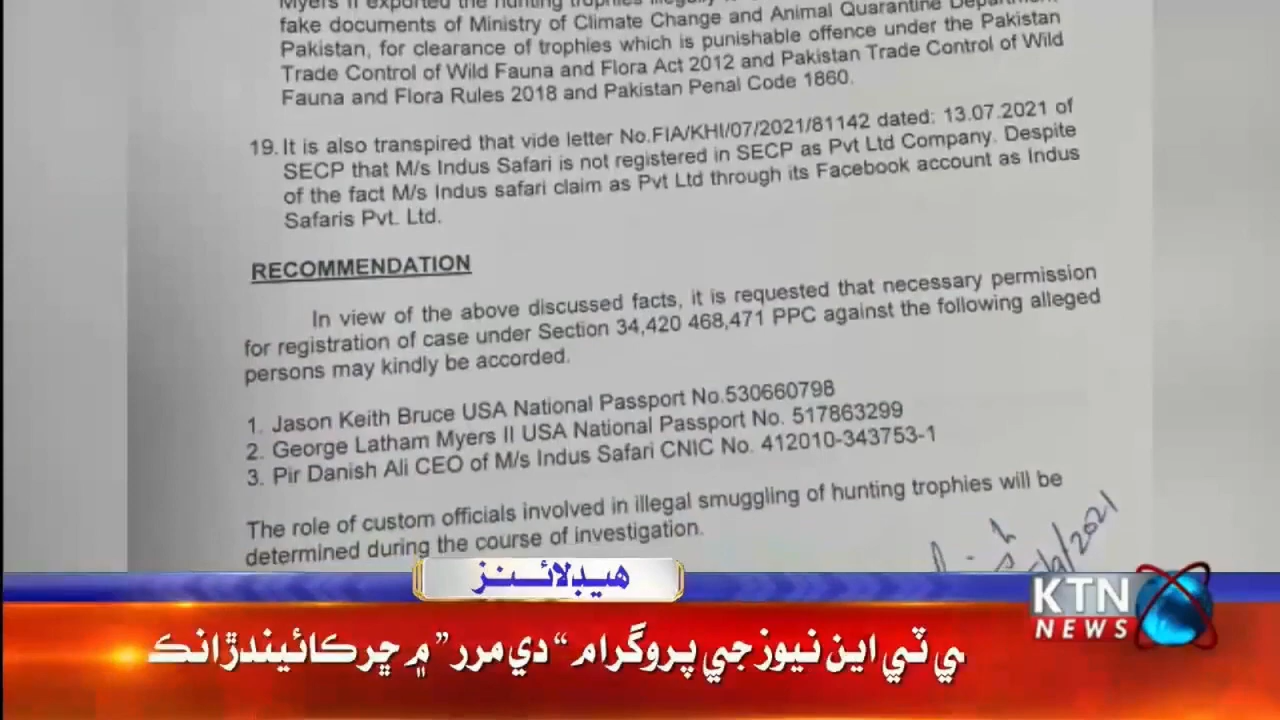 Myers II exported the hunting trophies illegally
fake documents of Ministry of Climate Change and Animal Quarantine
Pakistan, for clearance of trophies which is punishable offence under the Pakistan
Trade Control of Wild Fauna and Flora Act 2012 and Pakistan Trade Control of Wild
Fauna and Flora Rules 2018 and Pakistan Penal Code 1860.
19. It is also transpired that vide letter No.FIA/KHI/07/2021/81142 dated: 13.07.2021 of
SECP that M/s Indus Safari is not registered in SECP as Pvt Ltd Company. Despite
of the fact M/s Indus safari claim as Pvt Ltd through its Facebook account as Indus
Safaris Pvt. Ltd.
RECOMMENDATION
In view of the above discussed facts, it is requested that necessary permission
for registration of case under Section 34,420 468,471 PPC against the following alleged
persons may kindly be accorded.
1. Jason Keith Bruce USA National Passport No.530660798
2. George Latham Myers II USA National Passport No. 517863299
3. Pir Danish Ali CEO of M/s Indus Safari CNIC No. 412010-343753-1
The role of custom officials involved in illegal smuggling of hunting trophies will be
determined during the course of investigation.
هيڊلائنز
KTN
NEWS
ي ٽي اين نيوز جي پروگرام “دي مرر” ۾ ڇرڪائيندڙ انڪ